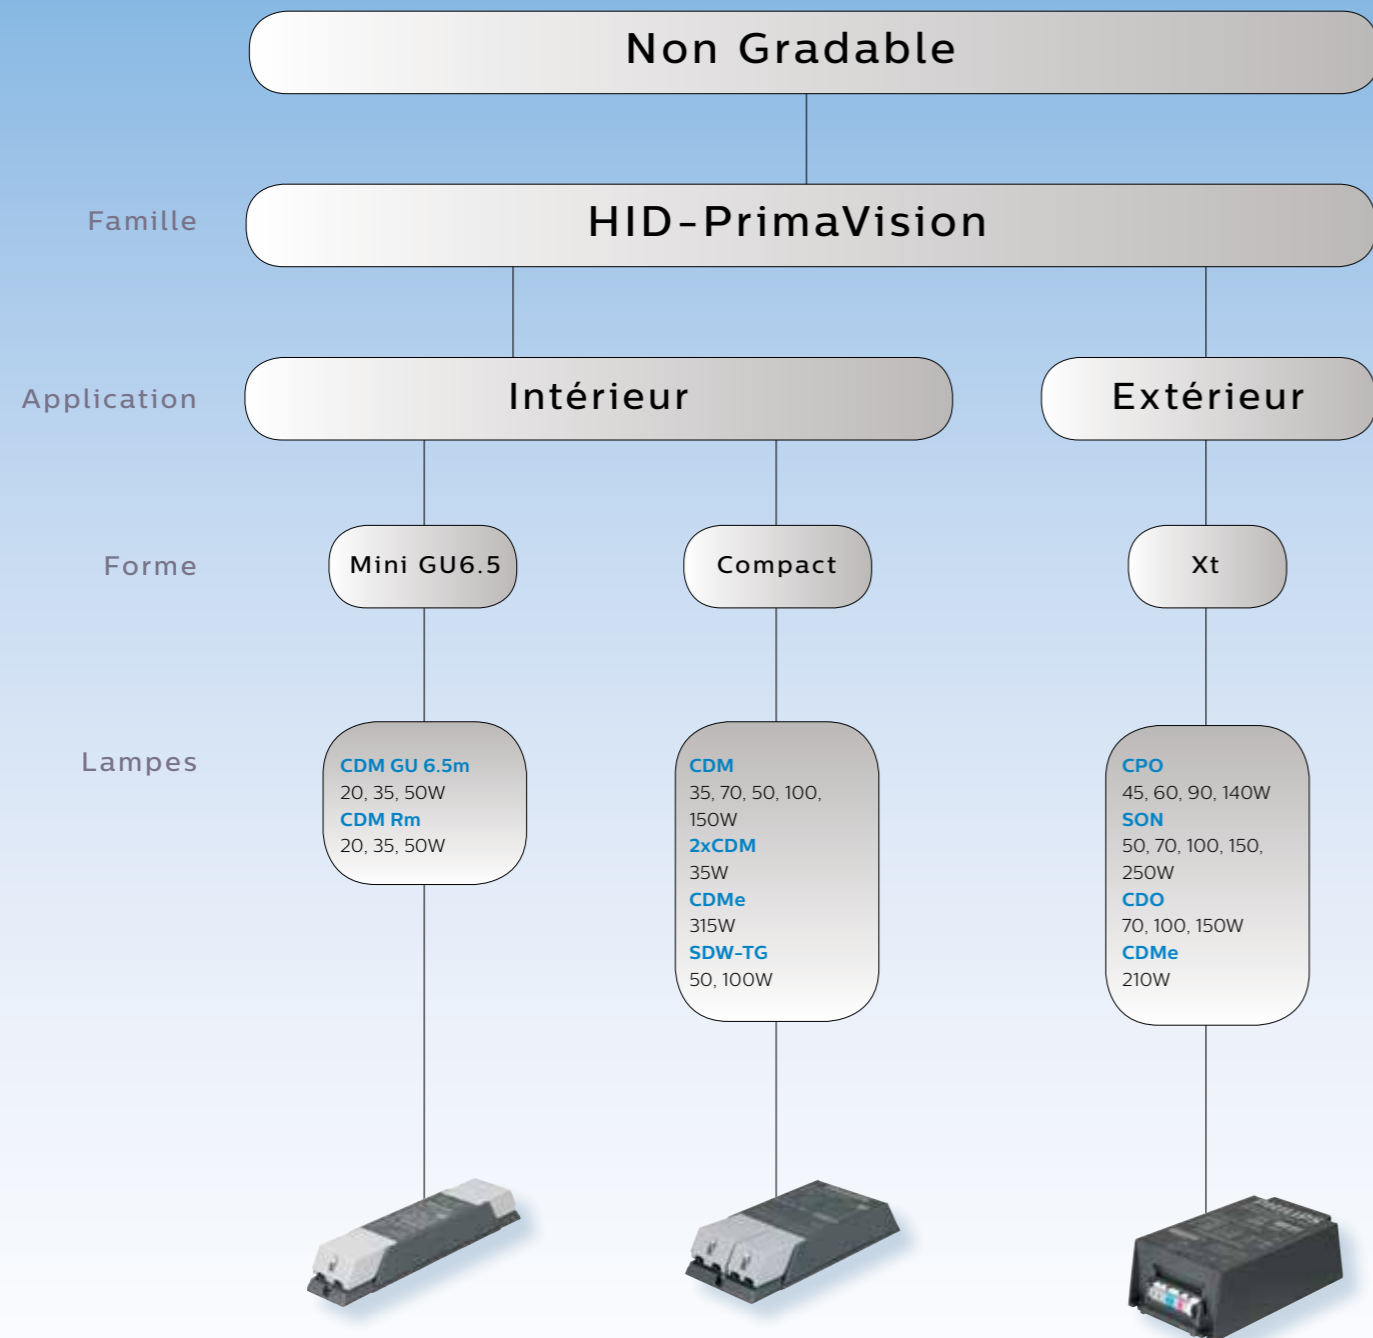 Non Gradable
Famille
HID-PrimaVision
Application
Intérieur
Extérieur
Forme
Mini GU6.5
Compact
Xt
Lampes
CDM GU 6.5m
20, 35, 50W
CDM Rm
20, 35, 50W
CDM
35, 70, 50, 100,
150W
2xCDM
35W
CDMe
315W
SDW-TG
50, 100W
CPO
45, 60, 90, 140W
SON
50, 70, 100, 150,
250W
CDO
70, 100, 150W
CDMe
210W
PHILIPS